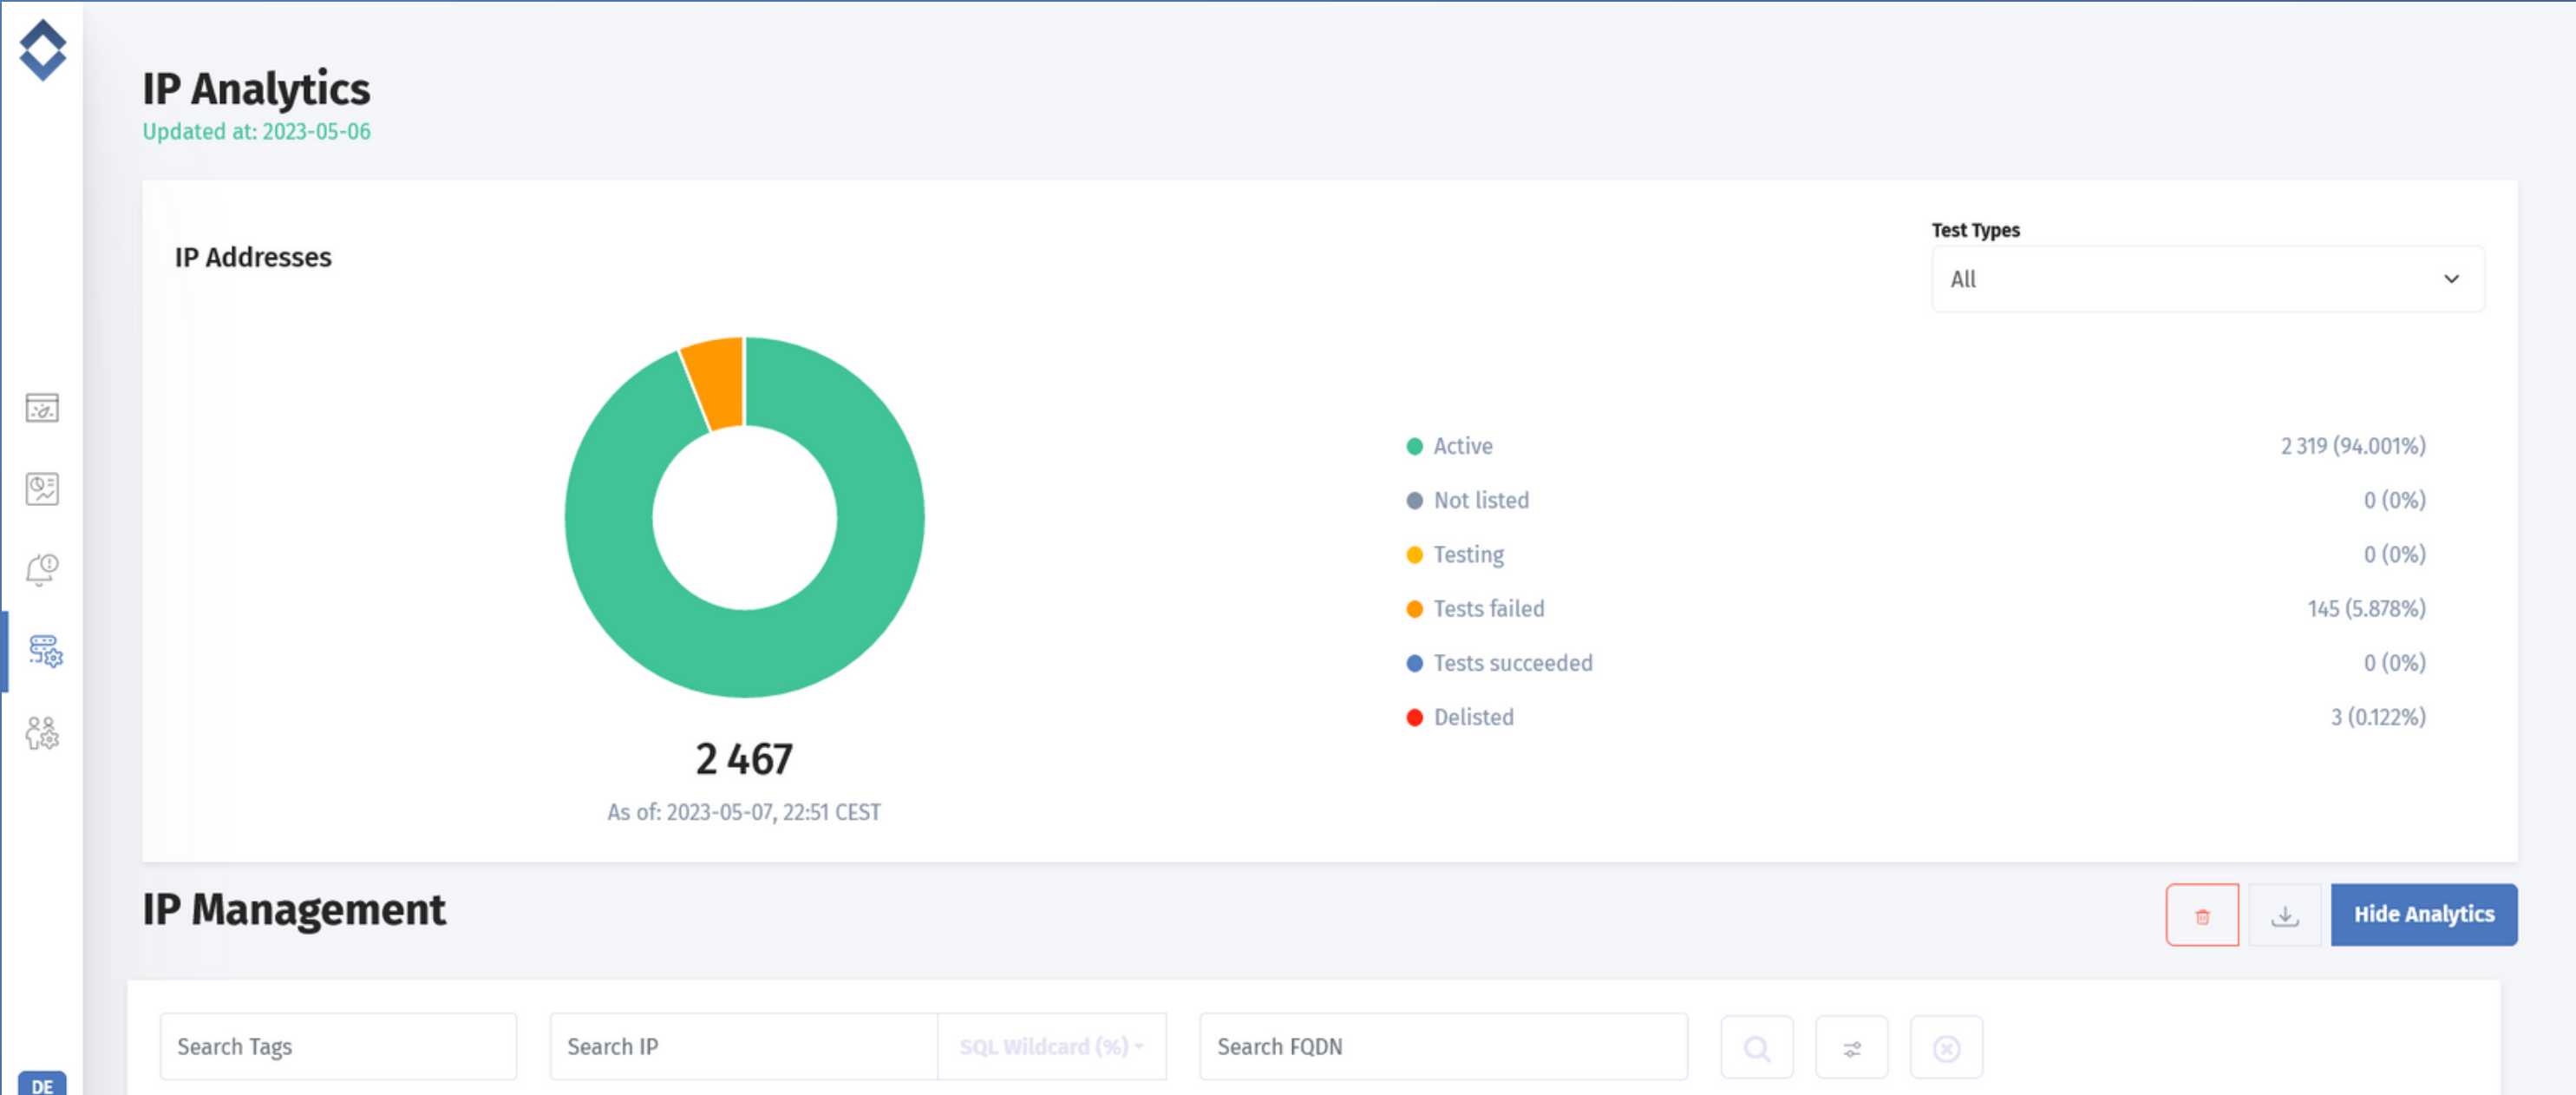 IP Analytics
Updated at: 2023-05-06
IP Addresses
Test Types
All
Active 2 319 (94.001%)
Not listed 0 (0%)
Testing 0 (0%)
Tests failed 145 (5.878%)
Tests succeeded 0 (0%)
Delisted 3 (0.122%)
2 467
As of: 2023-05-07, 22:51 CEST
IP Management
Hide Analytics
Search Tags
Search IP
SQL Wildcard (%)
Search FQDN
DE